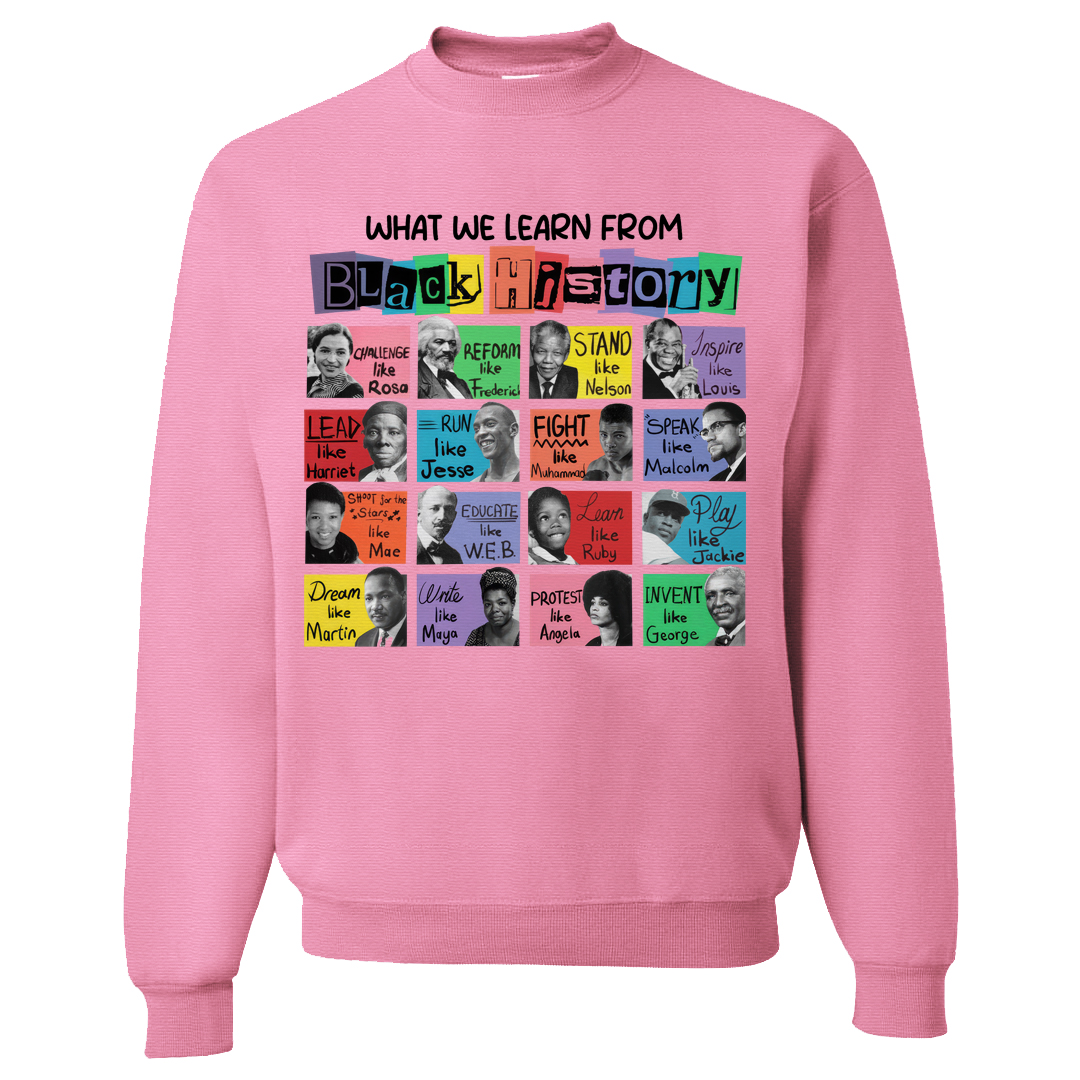 WHAT WE LEARN FROM
Black History
CHALLENGE
like
Rosa
REFORM
like
Frederick
STAND
like
Nelson
Inspire
like
Louis
LEAD
like
Harriet
RUN
like
Jesse
FIGHT
like
Muhammad
"SPEAK"
like
Malcolm
SHOOT for the
Stars
like
Mae
EDUCATE
like
W.E.B.
Learn
like
Ruby
Play
like
Jackie
Dream
like
Martin
Write
like
Maya
PROTEST
like
Angela
INVENT
like
George